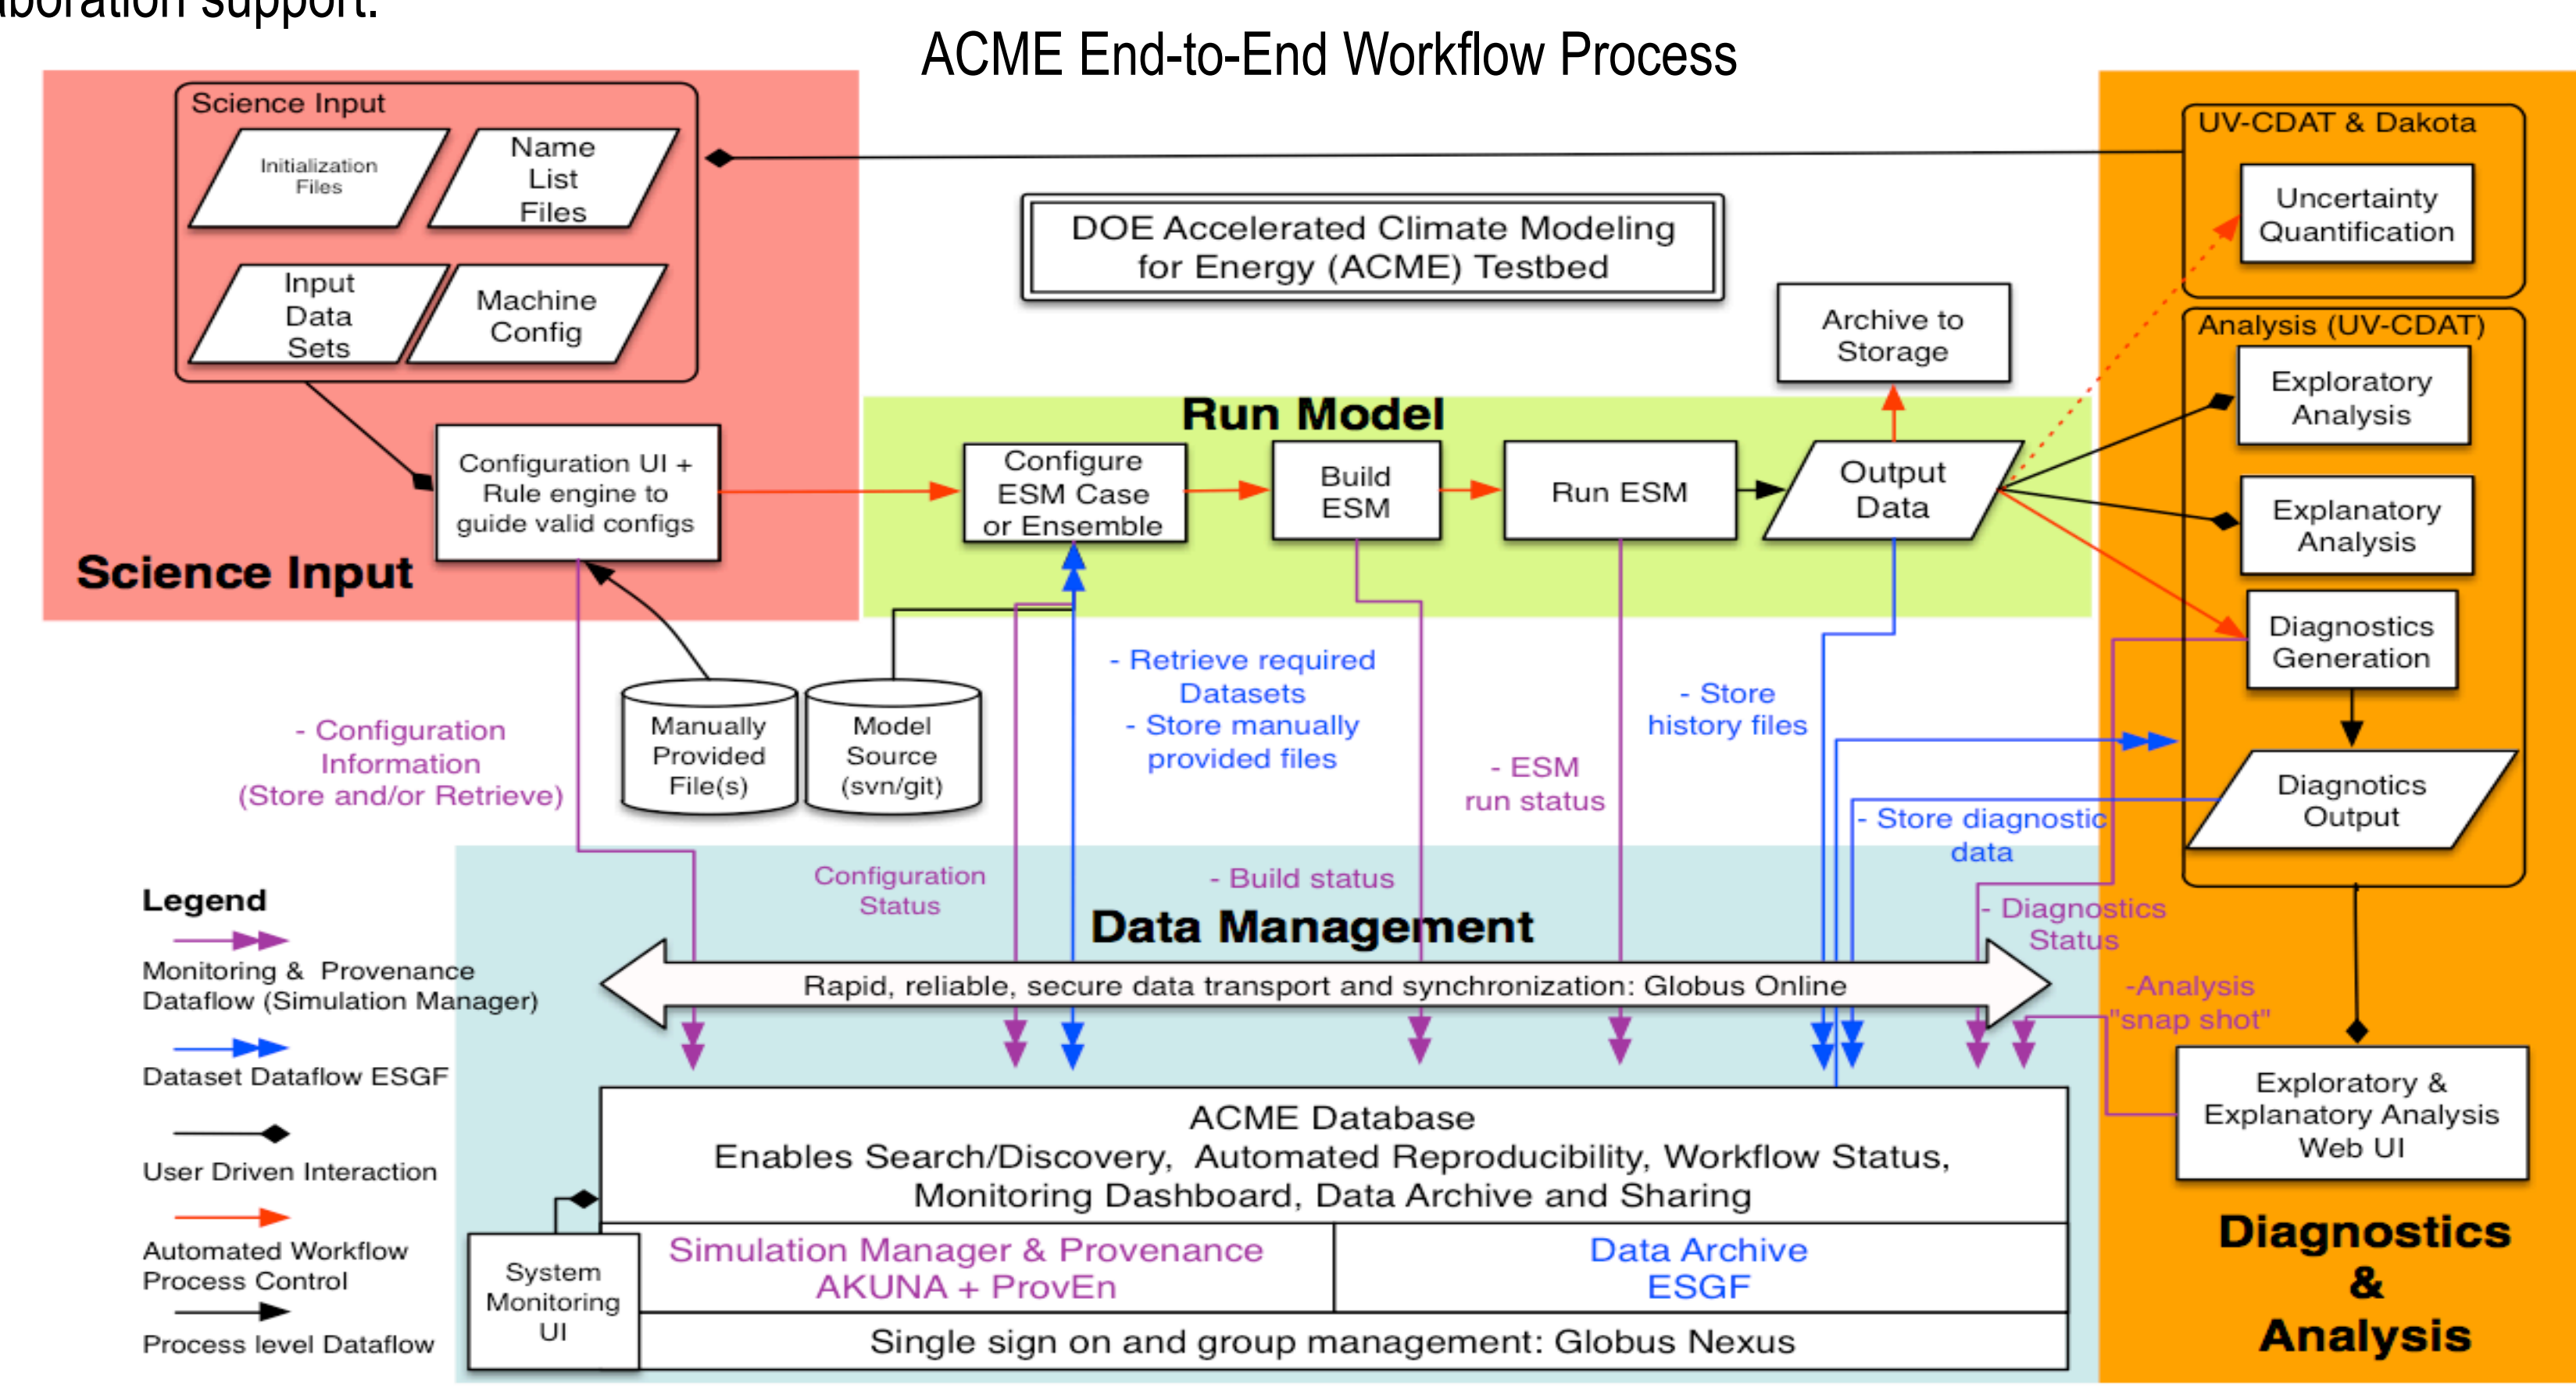 aboration support.
ACME End-to-End Workflow Process
Science Input
Initialization
Files
Name
List
Files
Input
Data
Sets
Machine
Config
Configuration UI +
Rule engine to
guide valid configs
Science Input
DOE Accelerated Climate Modeling
for Energy (ACME) Testbed
Archive to
Storage
Run Model
Configure
ESM Case
or Ensemble
Build
ESM
Run ESM
Output
Data
UV-CDAT & Dakota
Uncertainty
Quantification
Analysis (UV-CDAT)
Exploratory
Analysis
Explanatory
Analysis
Diagnostics
Generation
Diagnotics
Output
- Configuration
Information
(Store and/or Retrieve)
Manually
Provided
File(s)
Model
Source
(svn/git)
- Retrieve required
Datasets
- Store manually
provided files
- ESM
run status
- Store
history files
- Store diagnostic
data
Configuration
Status
- Build status
- Diagnostics
Status
-Analysis
"snap shot"
Data Management
Rapid, reliable, secure data transport and synchronization: Globus Online
ACME Database
Enables Search/Discovery, Automated Reproducibility, Workflow Status,
Monitoring Dashboard, Data Archive and Sharing
Simulation Manager & Provenance
AKUNA + ProvEn
Data Archive
ESGF
System
Monitoring
UI
Single sign on and group management: Globus Nexus
Exploratory &
Explanatory Analysis
Web UI
Diagnostics
&
Analysis
Legend
Monitoring & Provenance
Dataflow (Simulation Manager)
Dataset Dataflow ESGF
User Driven Interaction
Automated Workflow
Process Control
Process level Dataflow